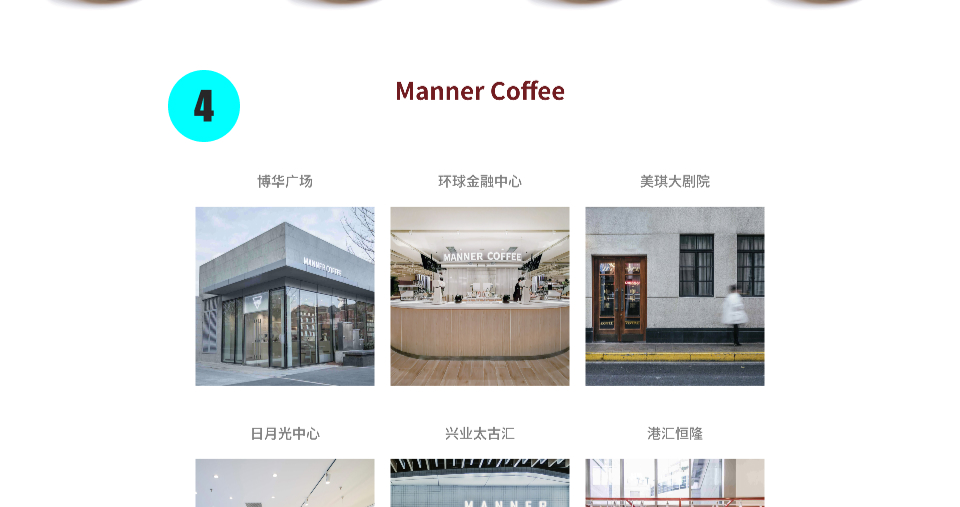 4
Manner Coffee
博华广场
环球金融中心
美琪大剧院
MANNER COFFEE
MANNER COFFEE
日月光中心
兴业太古汇
港汇恒隆
MANNER